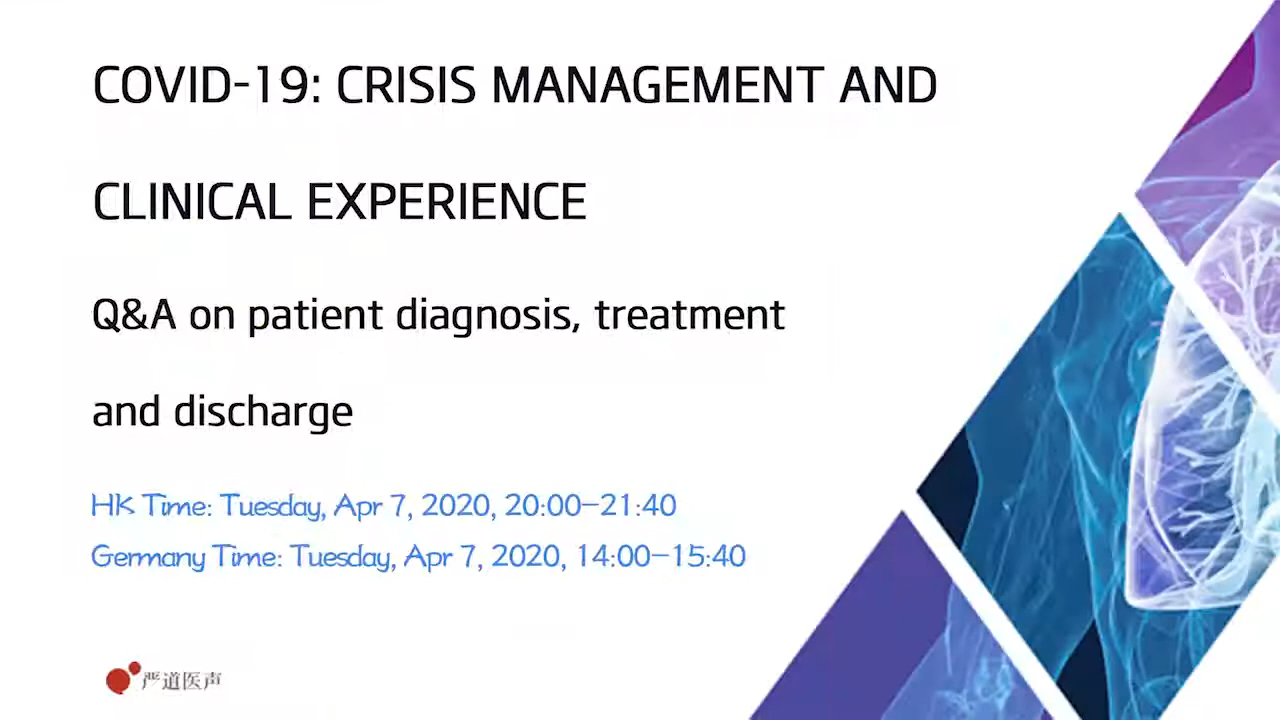 COVID-19: CRISIS MANAGEMENT AND
CLINICAL EXPERIENCE
Q&A on patient diagnosis, treatment
and discharge
HK Time: Tuesday, Apr 7, 2020, 20:00-21:40
Germany Time: Tuesday, Apr 7, 2020, 14:00-15:40
严道医声